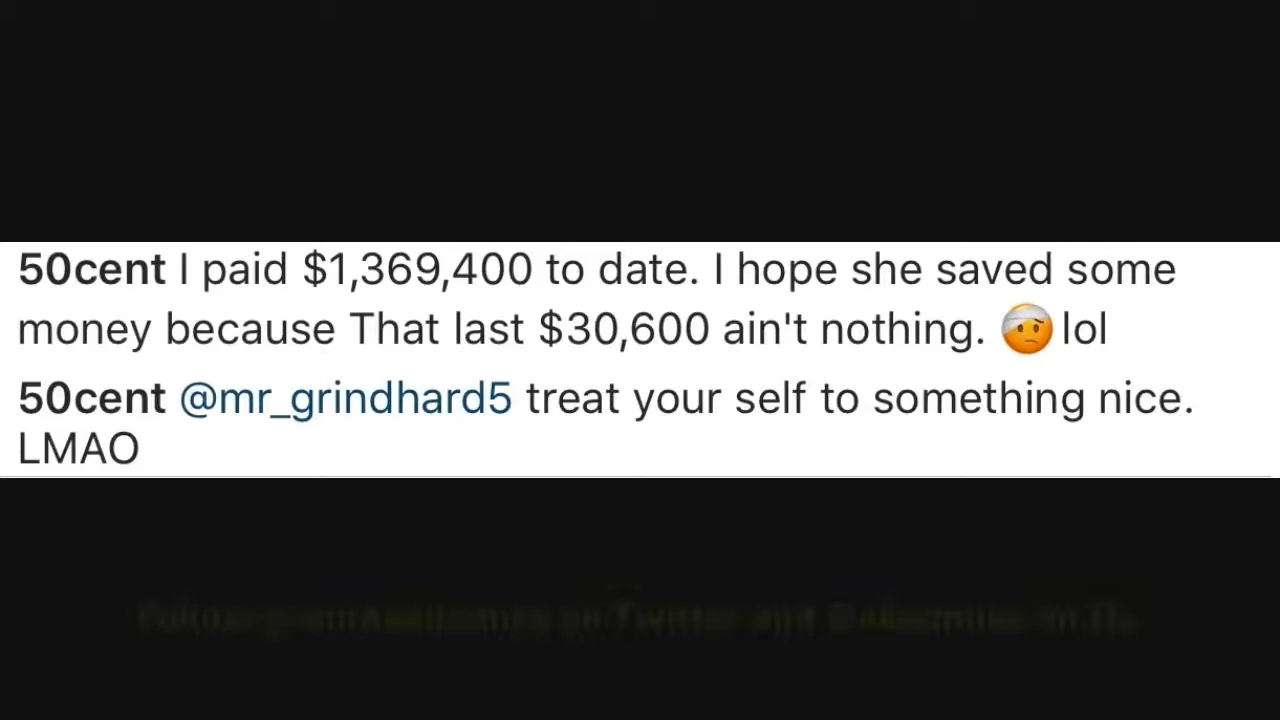 50cent I paid $1,369,400 to date. I hope she saved some
money because That last $30,600 ain't nothing. 🤕 lol
50cent @mr_grindhard5 treat your self to something nice.
LMAO